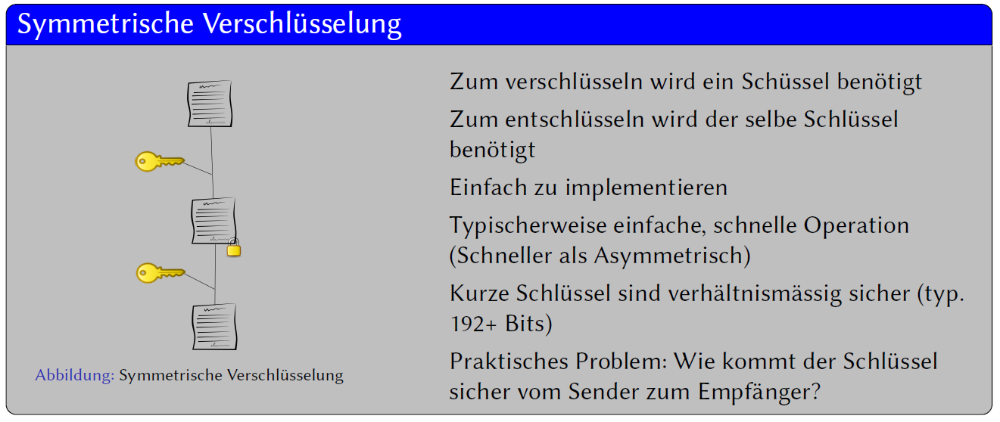 Symmetrische Verschlüsselung
Zum verschlüsseln wird ein Schüssel benötigt
Zum entschlüsseln wird der selbe Schlüssel
benötigt
Einfach zu implementieren
Typischerweise einfache, schnelle Operation
(Schneller als Asymmetrisch)
Kurze Schlüssel sind verhältnismässig sicher (typ.
192+ Bits)
Praktisches Problem: Wie kommt der Schlüssel
sicher vom Sender zum Empfänger?
Abbildung: Symmetrische Verschlüsselung